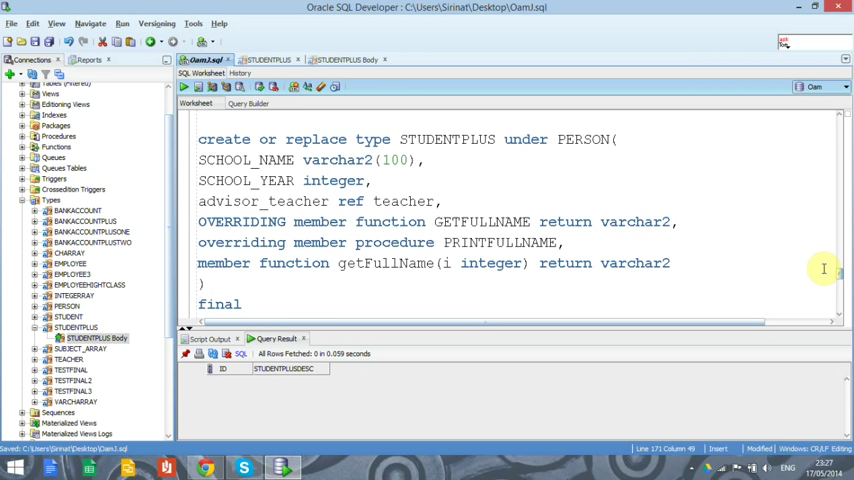 Oracle SQL Developer: C:\Users\Sirinat\Desktop\OamJ.sql
File Edit View Navigate Run Versioning Tools Help
Connections Reports
OamJ.sql STUDENTPLUS STUDENTPLUS Body
SQL Worksheet History
Oam
Worksheet Query Builder
Tables (Filtered)
Views
Editioning Views
Indexes
Packages
Procedures
Functions
Queues
Queues Tables
Triggers
Crossedition Triggers
Types
BANKACCOUNT
BANKACCOUNTPLUS
BANKACCOUNTPLUSONE
BANKACCOUNTPLUSTWO
CHARRAY
EMPLOYEE
EMPLOYEE3
EMPLOYEEHIGHTCLASS
INTEGERRAY
PERSON
STUDENT
STUDENTPLUS
STUDENTPLUS Body
SUBJECT_ARRAY
TEACHER
TESTFINAL
TESTFINAL2
TESTFINAL3
VARCHARRAY
Sequences
Materialized Views
Materialized Views Logs
create or replace type STUDENTPLUS under PERSON(
SCHOOL_NAME varchar2(100),
SCHOOL_YEAR integer,
advisor_teacher ref teacher,
OVERRIDING member function GETFULLNAME return varchar2,
overriding member procedure PRINTFULLNAME,
member function getFullName(i integer) return varchar2
)
final
Script Output Query Result
SQL All Rows Fetched: 0 in 0.059 seconds
ID STUDENTPLUSDESC
Saved: C:\Users\Sirinat\Desktop\OamJ.sql
Line 171 Column 49 Insert Modified Windows: CR/LF Editing
ENG
23:27
17/05/2014